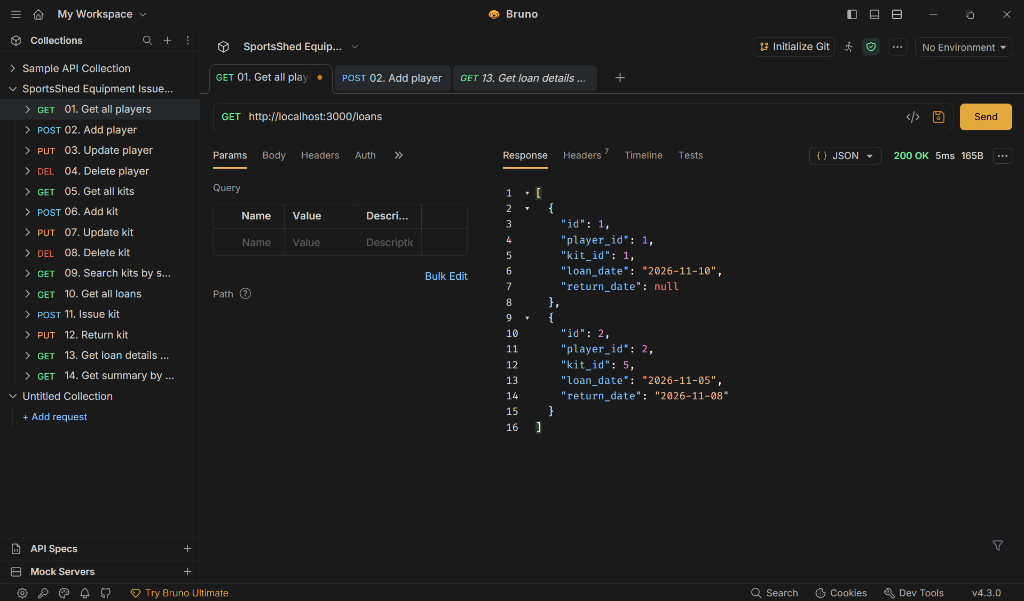 My Workspace
Bruno
Collections
Sample API Collection
SportsShed Equipment Issue...
GET 01. Get all players
POST 02. Add player
PUT 03. Update player
DEL 04. Delete player
GET 05. Get all kits
POST 06. Add kit
PUT 07. Update kit
DEL 08. Delete kit
GET 09. Search kits by s...
GET 10. Get all loans
POST 11. Issue kit
PUT 12. Return kit
GET 13. Get loan details ...
GET 14. Get summary by ...
Untitled Collection
+ Add request
API Specs
Mock Servers
SportsShed Equip...
Initialize Git
No Environment
GET 01. Get all play
POST 02. Add player
GET 13. Get loan details ...
GET http://localhost:3000/loans
Send
Params Body Headers Auth
Query
Name Value Descri...
Name Value Descriptic
Bulk Edit
Path
Response Headers 7 Timeline Tests
{ } JSON
200 OK 5ms 165B
1 [
2 {
3 "id": 1,
4 "player_id": 1,
5 "kit_id": 1,
6 "loan_date": "2026-11-10",
7 "return_date": null
8 },
9 {
10 "id": 2,
11 "player_id": 2,
12 "kit_id": 5,
13 "loan_date": "2026-11-05",
14 "return_date": "2026-11-08"
15 }
16 ]
Try Bruno Ultimate
Search
Cookies
Dev Tools
v4.3.0